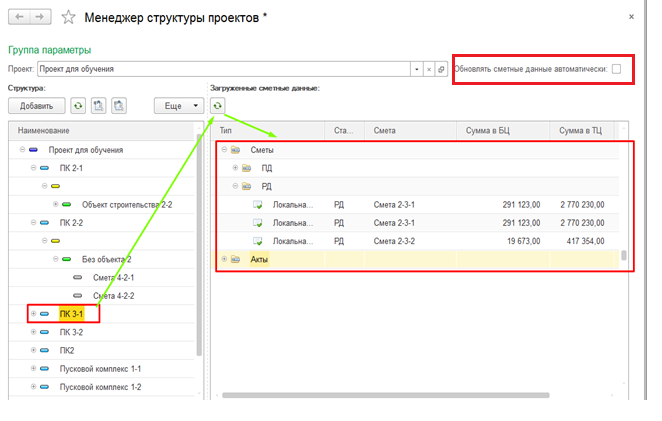 Менеджер структуры проектов *
Группа параметры
Проект: Проект для обучения
Обновлять сметные данные автоматически:
Структура:
Загруженные сметные данные:
Добавить
Еще
Наименование
Тип Ста... Смета Сумма в БЦ Сумма в ТЦ
Проект для обучения
Сметы
ПК 2-1
ПД
РД
Объект строительства 2-2
Локальна... РД Смета 2-3-1 291 123,00 2 770 230,00
ПК 2-2
Локальна... РД Смета 2-3-1 291 123,00 2 770 230,00
Локальна... РД Смета 2-3-2 19 673,00 417 354,00
Без объекта 2
Акты
Смета 4-2-1
Смета 4-2-2
ПК 3-1
ПК 3-2
ПК2
Пусковой комплекс 1-1
Пусковой комплекс 1-2